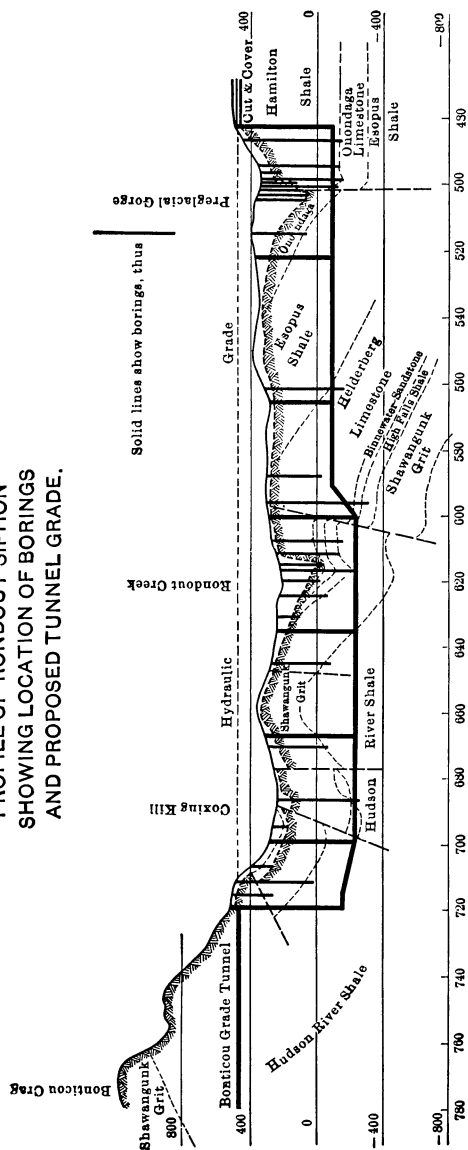 PROFILE OF RONDOUT SIPHON
SHOWING LOCATION OF BORINGS
AND PROPOSED TUNNEL GRADE.
Solid lines show borings, thus
Bonticou Crag
Shawangunk
Grit
800
Bonticou Grade Tunnel
Hudson River Shale
Coxing Kill
Hydraulic
Rondout Creek
Grade
Preglacial Gorge
Cut & Cover
Hamilton
Shale
Onondaga
Limestone
Esopus
Shale
Onondaga
Esopus
Shale
Helderberg
Limestone
Binnewater Sandstone
High Falls Shale
Shawangunk
Grit
Shawangunk
Grit
Hudson
River Shale
400
0
-400
-800
400
0
-400
-800
780
760
740
720
700
680
660
640
620
600
580
560
540
520
500
480